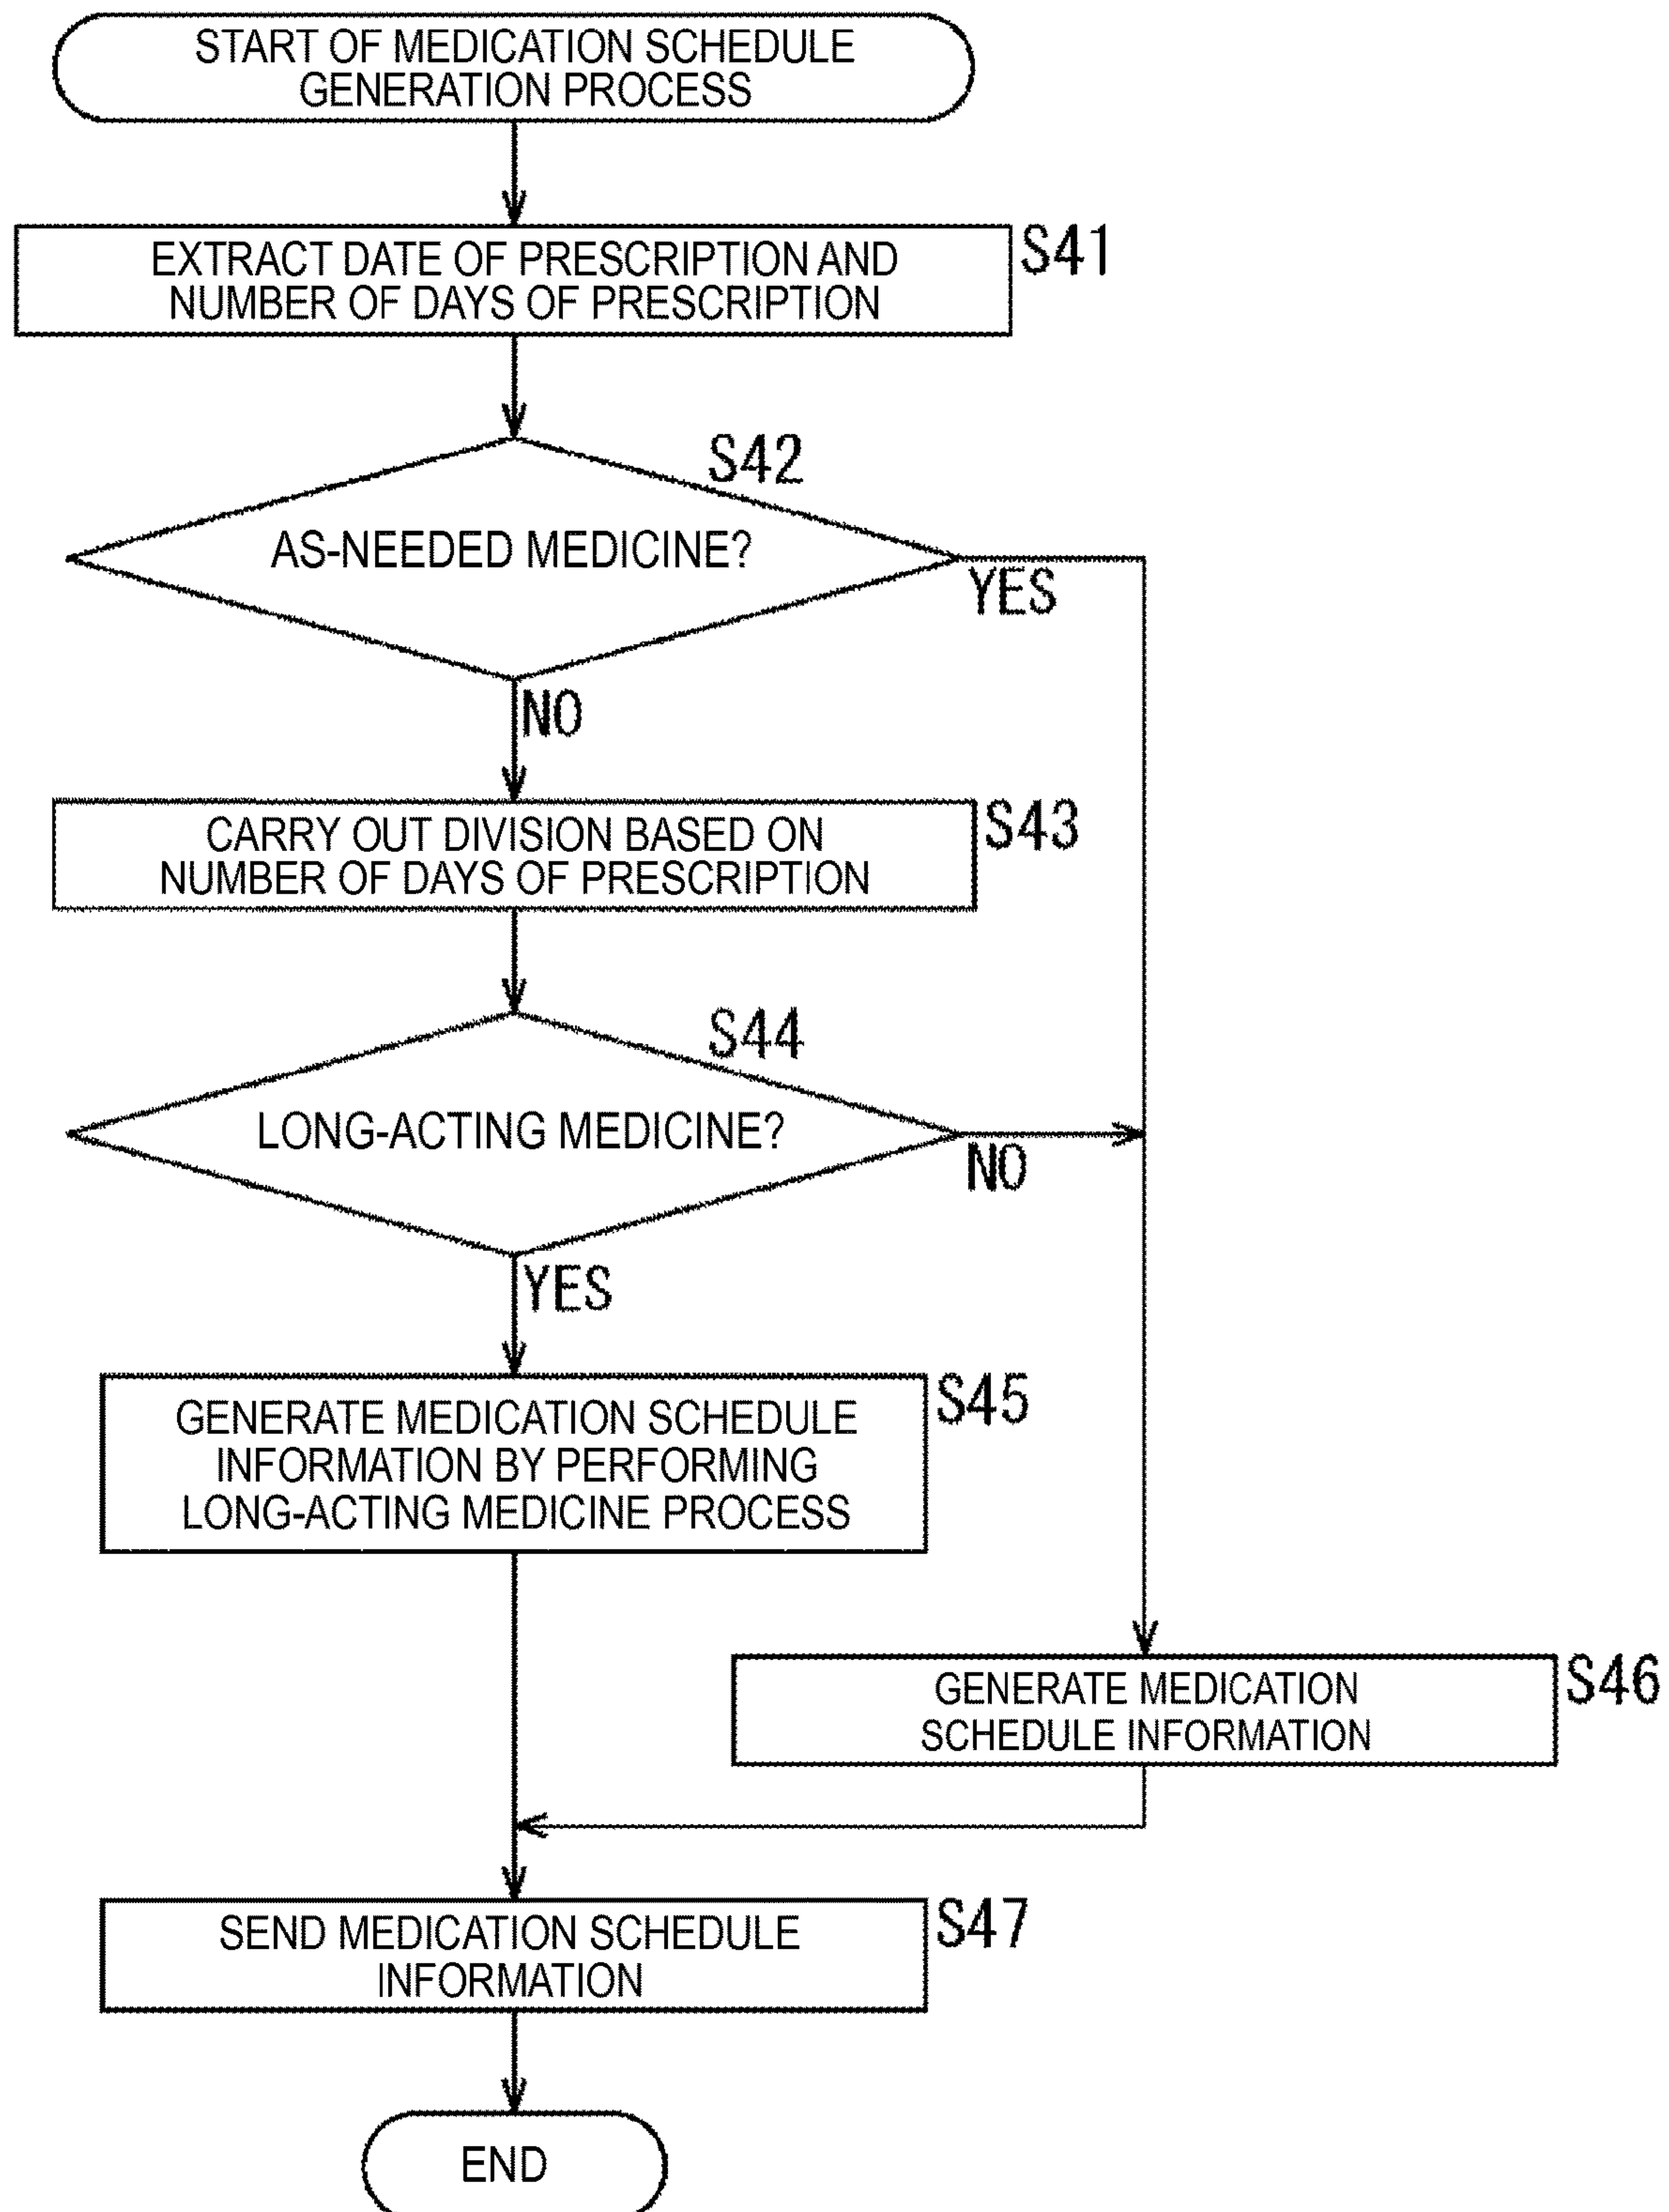 START OF MEDICATION SCHEDULE
GENERATION PROCESS
EXTRACT DATE OF PRESCRIPTION AND
NUMBER OF DAYS OF PRESCRIPTION
S41
S42
AS-NEEDED MEDICINE?
YES
NO
CARRY OUT DIVISION BASED ON
NUMBER OF DAYS OF PRESCRIPTION
S43
S44
LONG-ACTING MEDICINE?
NO
YES
GENERATE MEDICATION SCHEDULE
INFORMATION BY PERFORMING
LONG-ACTING MEDICINE PROCESS
S45
GENERATE MEDICATION
SCHEDULE INFORMATION
S46
SEND MEDICATION SCHEDULE
INFORMATION
S47
END